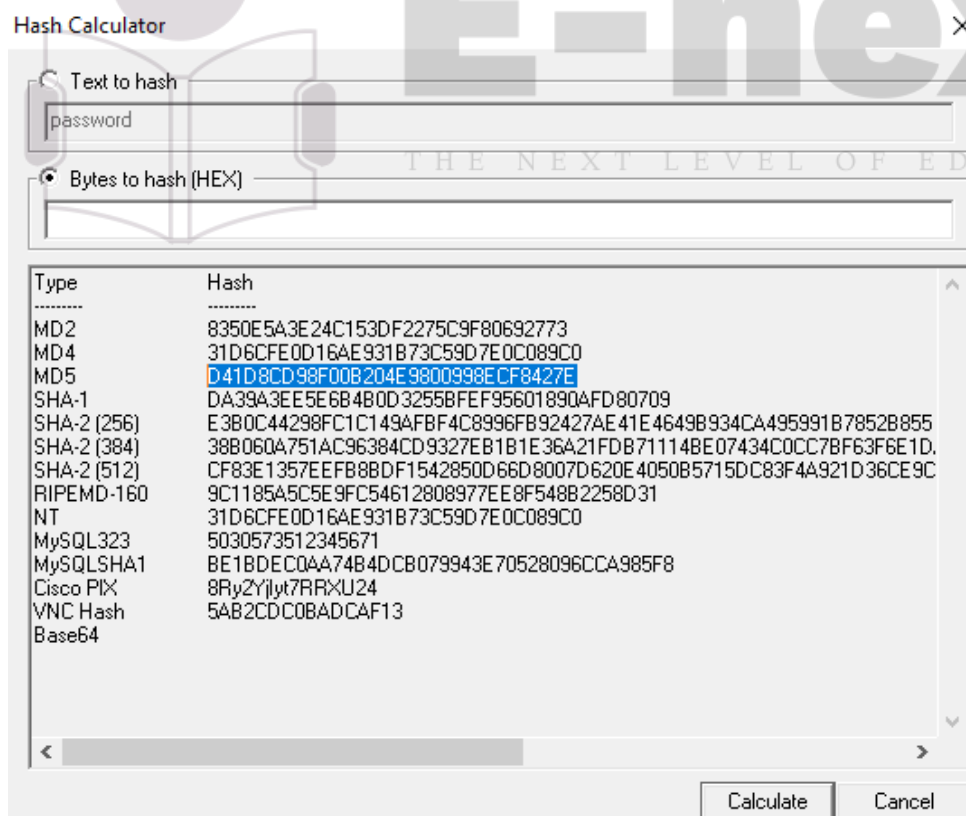 E-nex
Hash Calculator
Text to hash
password
THE NEXT LEVEL OF ED
Bytes to hash (HEX)
Type Hash
--------- ---------
MD2 8350E5A3E24C153DF2275C9F80692773
MD4 31D6CFE0D16AE931B73C59D7E0C089C0
MD5 D41D8CD98F00B204E9800998ECF8427E
SHA-1 DA39A3EE5E6B4B0D3255BFEF95601890AFD80709
SHA-2 (256) E3B0C44298FC1C149AFBF4C8996FB92427AE41E4649B934CA495991B7852B855
SHA-2 (384) 38B060A751AC96384CD9327EB1B1E36A21FDB71114BE07434C0CC7BF63F6E1D.
SHA-2 (512) CF83E1357EEFB8BDF1542850D66D8007D620E4050B5715DC83F4A921D36CE9C
RIPEMD-160 9C1185A5C5E9FC54612808977EE8F548B2258D31
NT 31D6CFE0D16AE931B73C59D7E0C089C0
MySQL323 5030573512345671
MySQLSHA1 BE1BDEC0AA74B4DCB079943E70528096CCA985F8
Cisco PIX 8Ry2YjIyt7RRXU24
VNC Hash 5AB2CDC0BADCAF13
Base64
Calculate Cancel